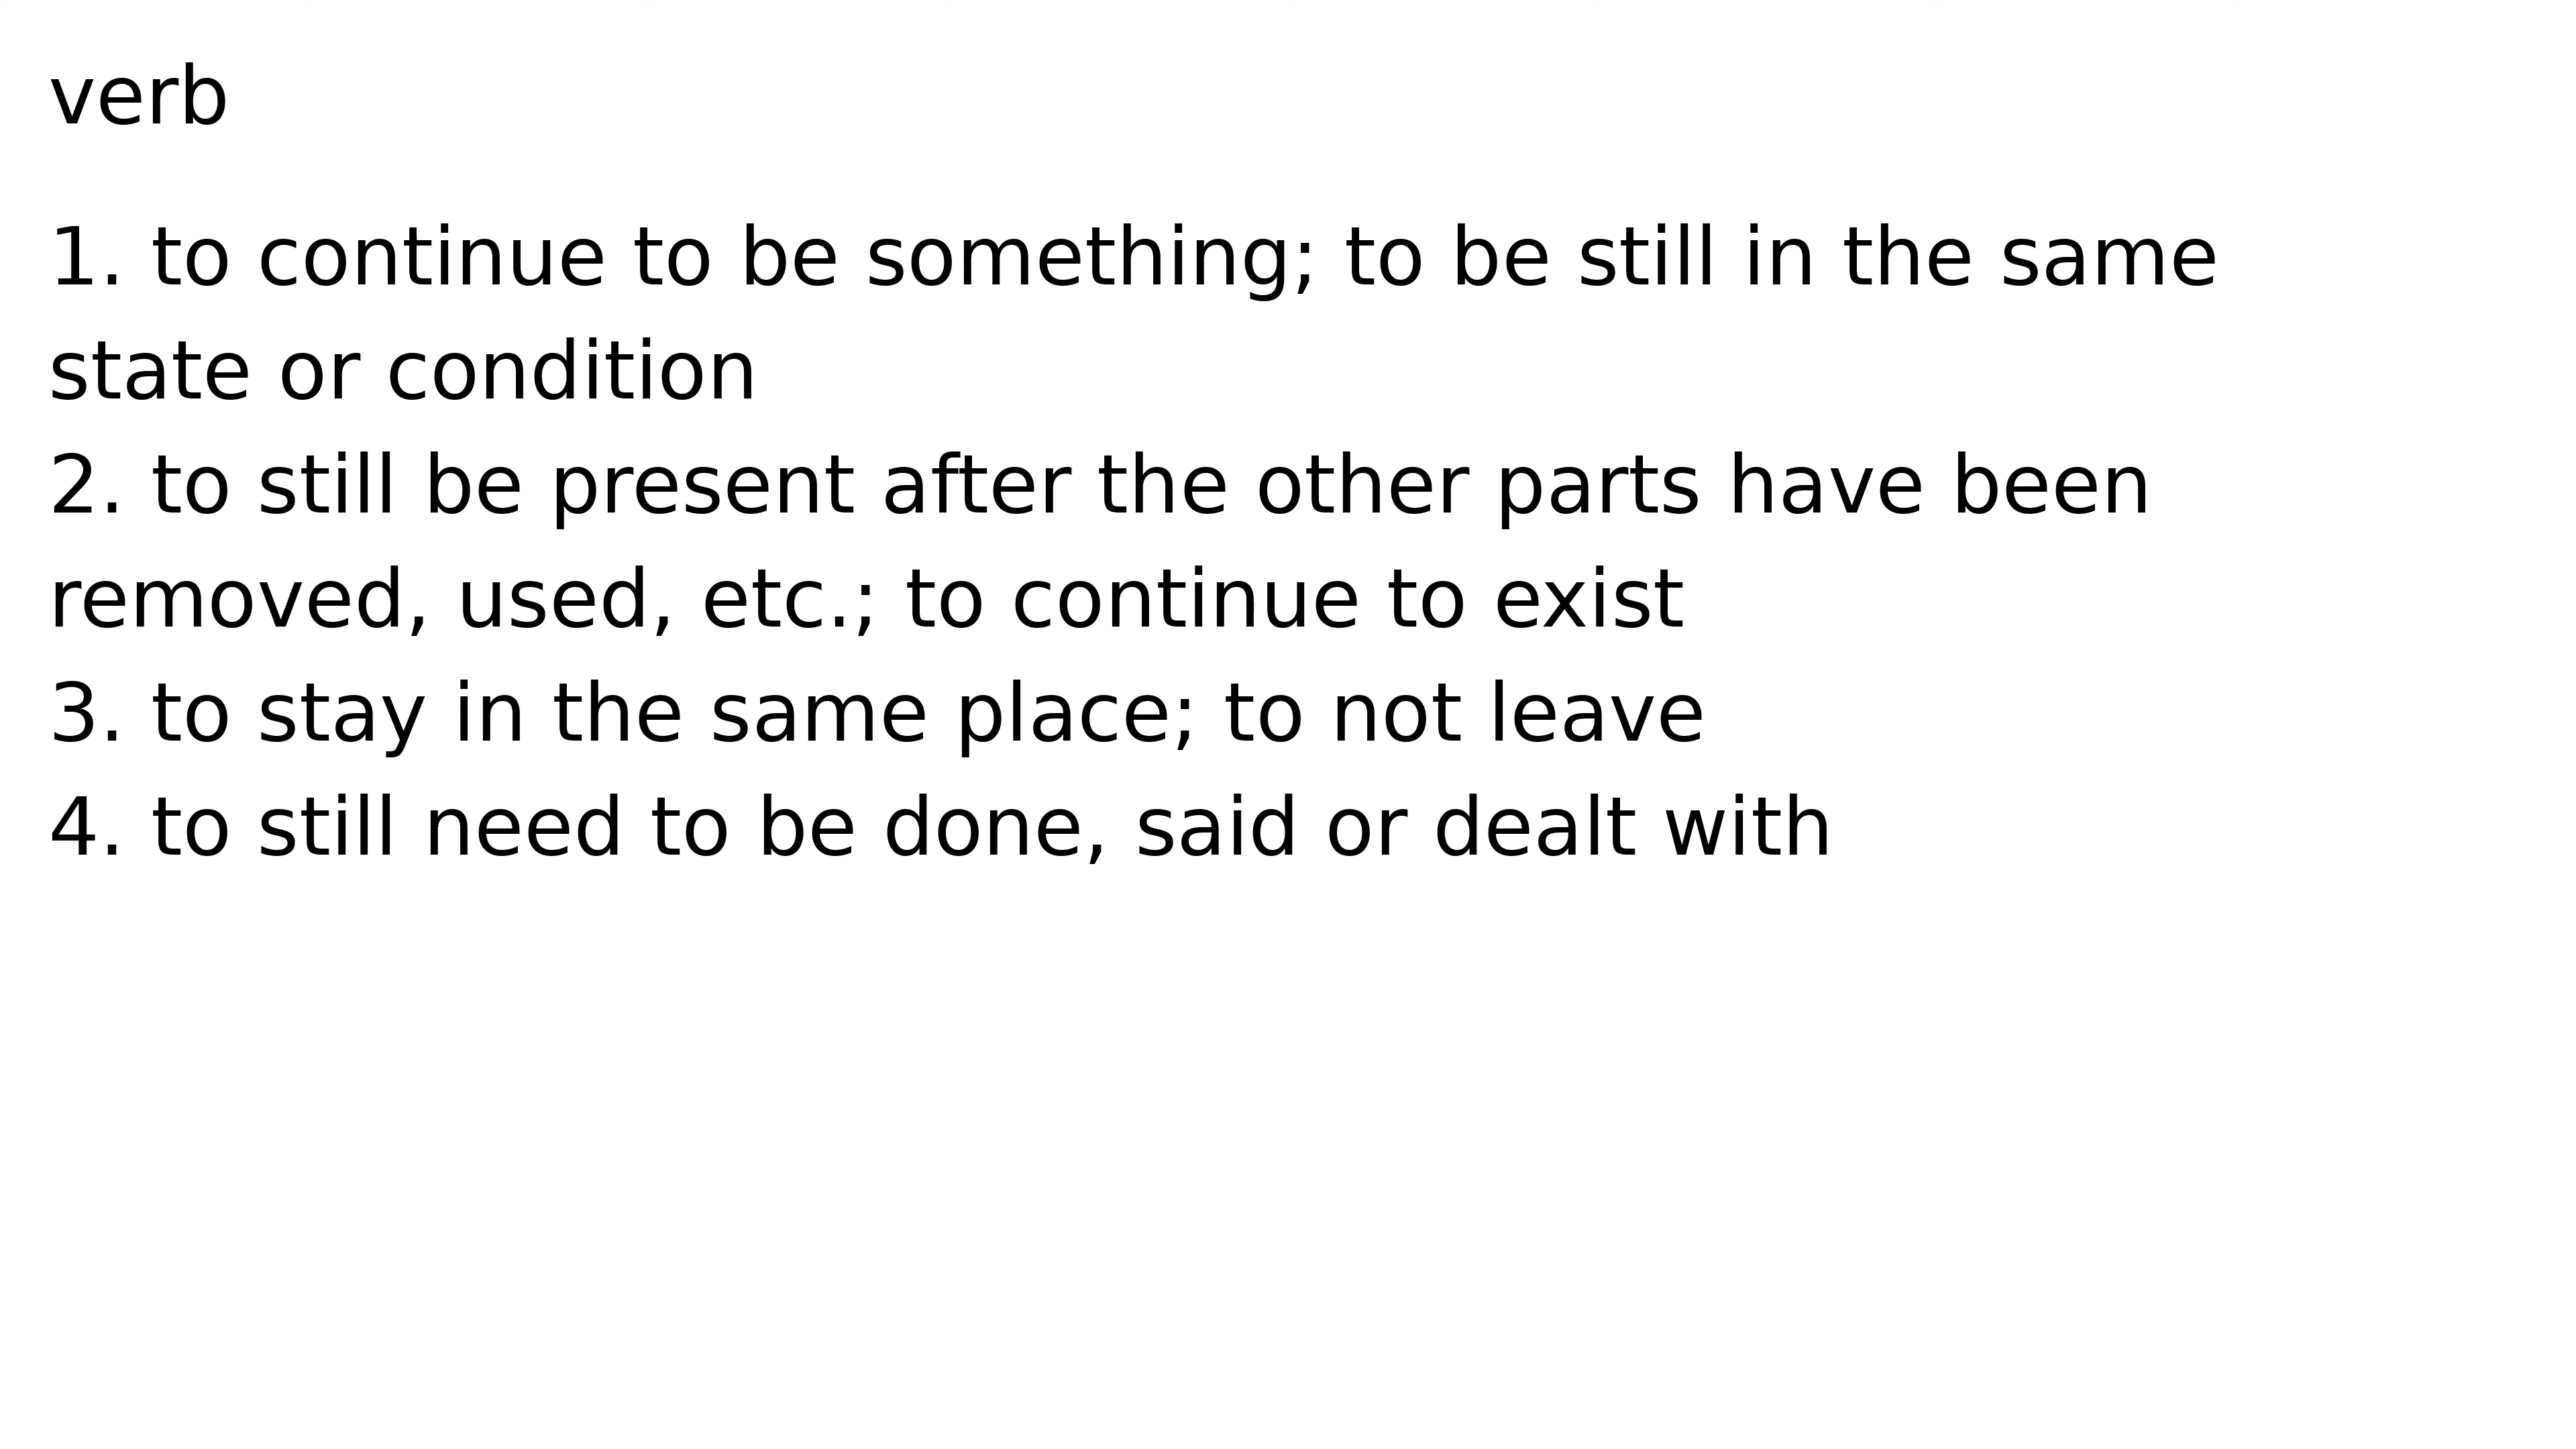 verb
1. to continue to be something; to be still in the same
state or condition
2. to still be present after the other parts have been
removed, used, etc.; to continue to exist
3. to stay in the same place; to not leave
4. to still need to be done, said or dealt with